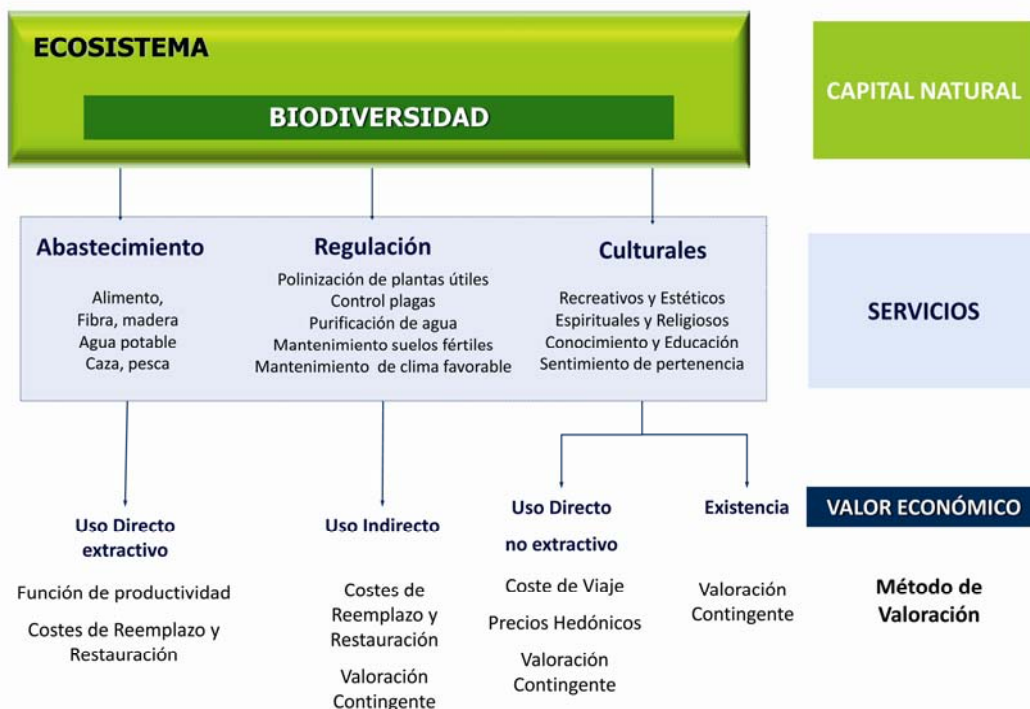 ECOSISTEMA
BIODIVERSIDAD
CAPITAL NATURAL
Abastecimiento
Alimento,
Fibra, madera
Agua potable
Caza, pesca
Regulación
Polinización de plantas útiles
Control plagas
Purificación de agua
Mantenimiento suelos fértiles
Mantenimiento de clima favorable
Culturales
Recreativos y Estéticos
Espirituales y Religiosos
Conocimiento y Educación
Sentimiento de pertenencia
SERVICIOS
Uso Directo
extractivo
Función de productividad
Costes de Reemplazo y
Restauración
Uso Indirecto
Costes de
Reemplazo y
Restauración
Valoración
Contingente
Uso Directo
no extractivo
Coste de Viaje
Precios Hedónicos
Valoración
Contingente
Existencia
Valoración
Contingente
VALOR ECONÓMICO
Método de
Valoración